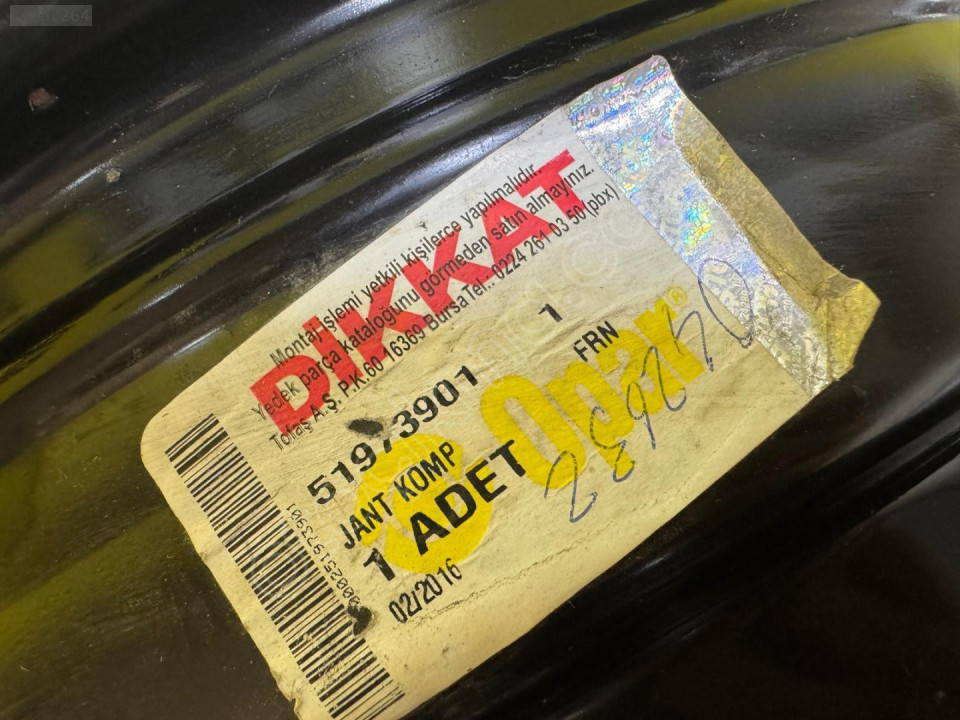 DİKKAT
Montaj işlemi yetkili kişilerce yapılmalıdır.
Yedek parça kataloğunu görmeden satın almayınız.
Tofaş A.Ş. P.K.60 16369 Bursa Tel.: 0224 261 03 50 (pbx)
51973901 1
JANT KOMP FRN
1 ADET
Opar®
02/2016